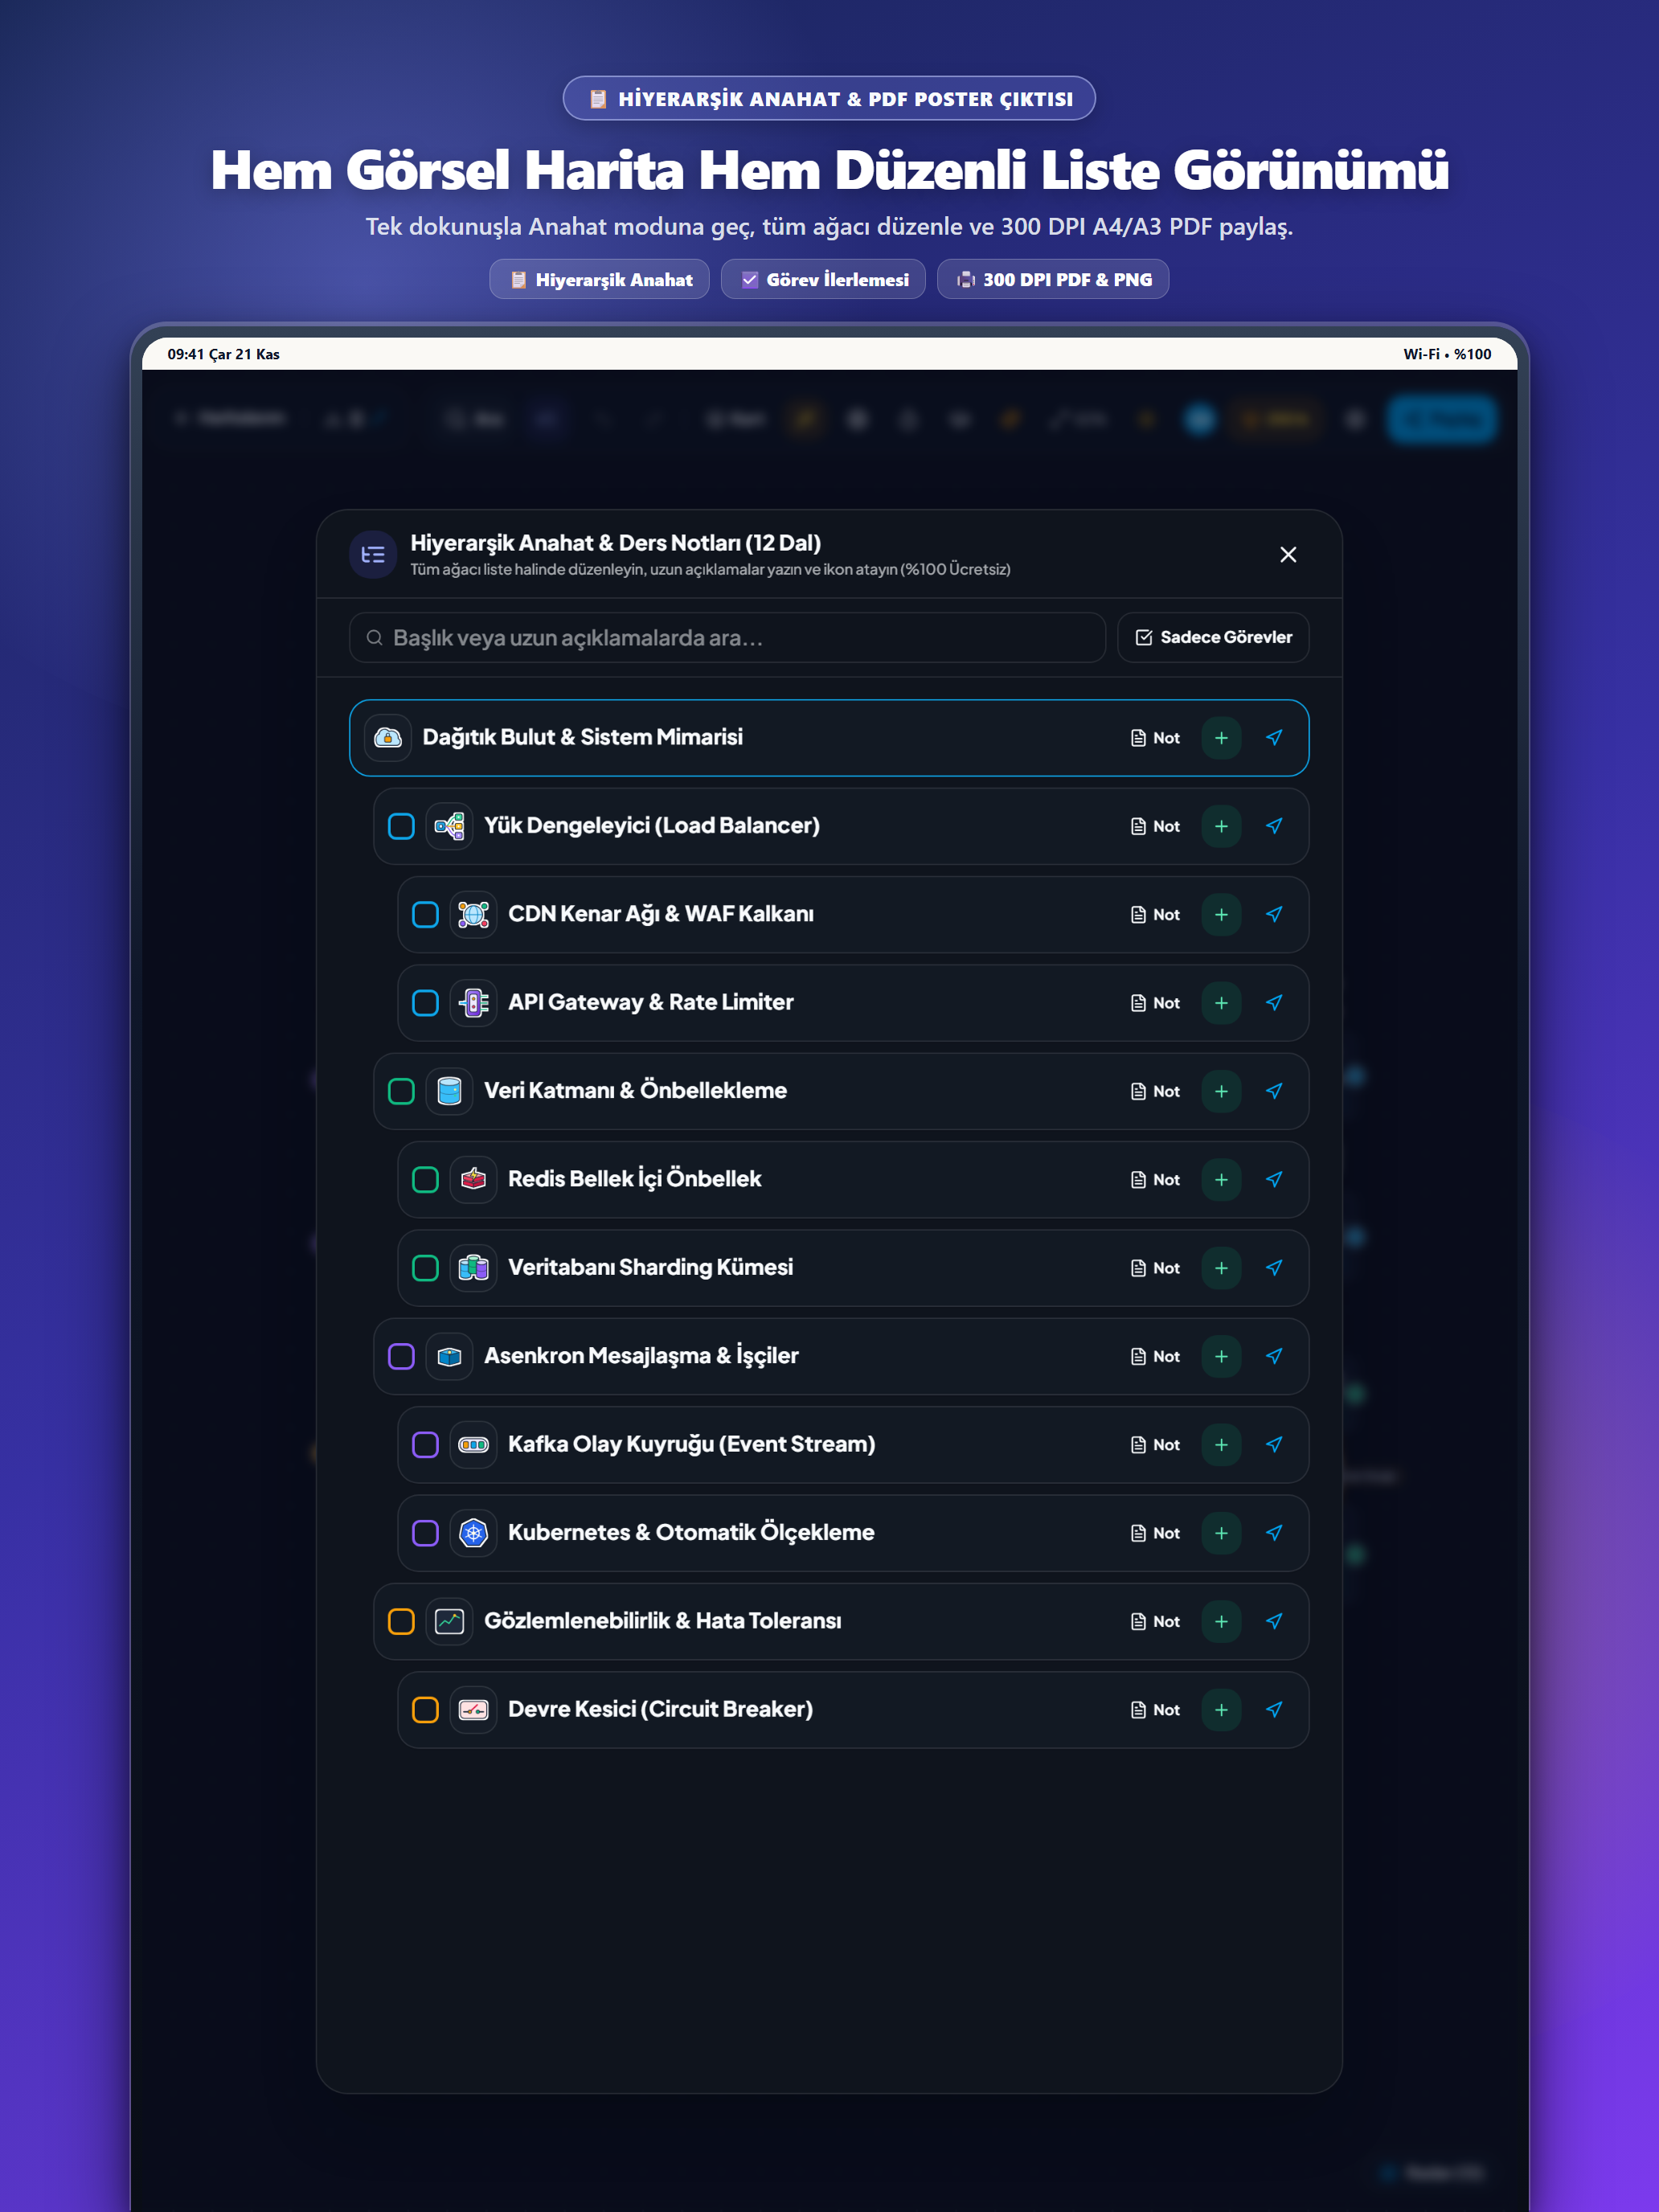 HİYERARŞİK ANAHAT & PDF POSTER ÇIKTISI
Hem Görsel Harita Hem Düzenli Liste Görünümü
Tek dokunuşla Anahat moduna geç, tüm ağacı düzenle ve 300 DPI A4/A3 PDF paylaş.
Hiyerarşik Anahat
Görev İlerlemesi
300 DPI PDF & PNG
09:41 Çar 21 Kas
Wi-Fi • %100
Hiyerarşik Anahat & Ders Notları (12 Dal)
Tüm ağacı liste halinde düzenleyin, uzun açıklamalar yazın ve ikon atayın (%100 Ücretsiz)
Başlık veya uzun açıklamalarda ara...
Sadece Görevler
Dağıtık Bulut & Sistem Mimarisi
Not
Yük Dengeleyici (Load Balancer)
Not
CDN Kenar Ağı & WAF Kalkanı
Not
API Gateway & Rate Limiter
Not
Veri Katmanı & Önbellekleme
Not
Redis Bellek İçi Önbellek
Not
Veritabanı Sharding Kümesi
Not
Asenkron Mesajlaşma & İşçiler
Not
Kafka Olay Kuyruğu (Event Stream)
Not
Kubernetes & Otomatik Ölçekleme
Not
Gözlemlenebilirlik & Hata Toleransı
Not
Devre Kesici (Circuit Breaker)
Not